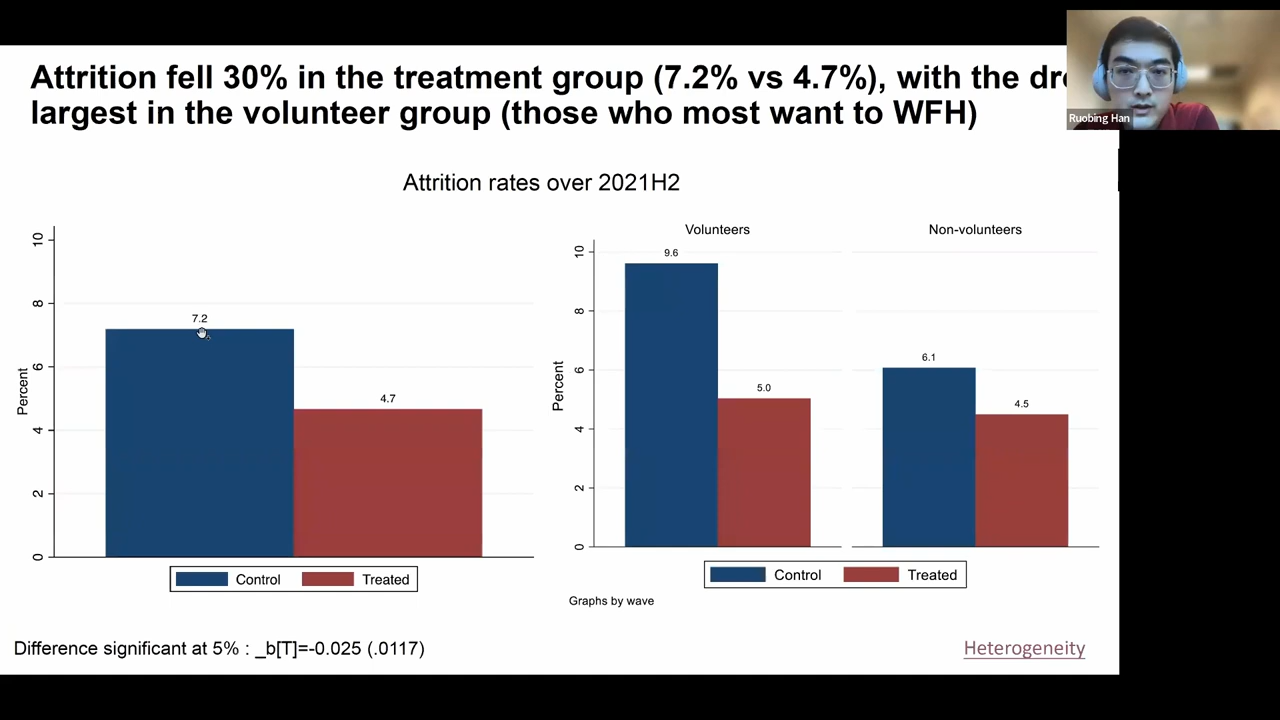 Attrition fell 30% in the treatment group (7.2% vs 4.7%), with the
largest in the volunteer group (those who most want to WFH)
Ruobing Han
Attrition rates over 2021H2
Percent
10
8
6
4
2
0
7.2
4.7
Control
Treated
Volunteers
Non-volunteers
Percent
10
8
6
4
2
0
9.6
5.0
6.1
4.5
Control
Treated
Graphs by wave
Difference significant at 5% : _b[T]=-0.025 (.0117)
Heterogeneity